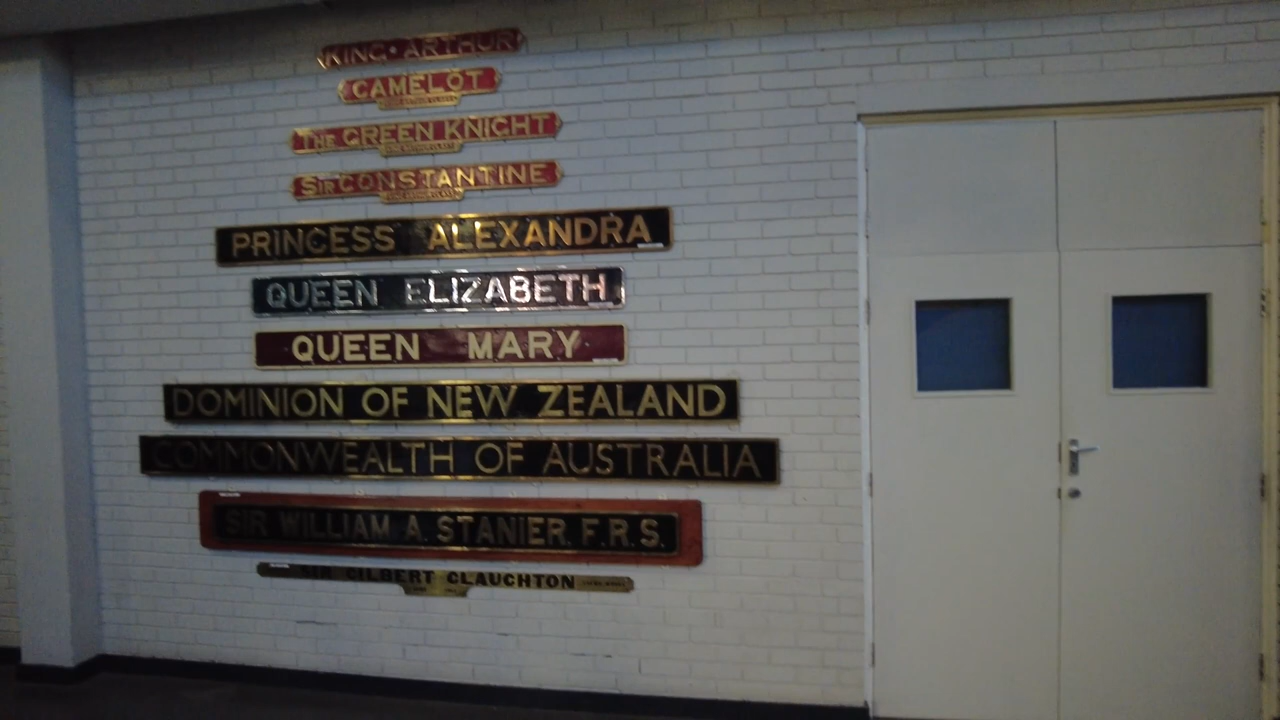 KING • ARTHUR
CAMELOT
THE GREEN KNIGHT
SIR CONSTANTINE
PRINCESS ALEXANDRA
QUEEN ELIZABETH
QUEEN MARY
DOMINION OF NEW ZEALAND
COMMONWEALTH OF AUSTRALIA
SIR WILLIAM A. STANIER. F.R.S.
SIR GILBERT CLAUGHTON